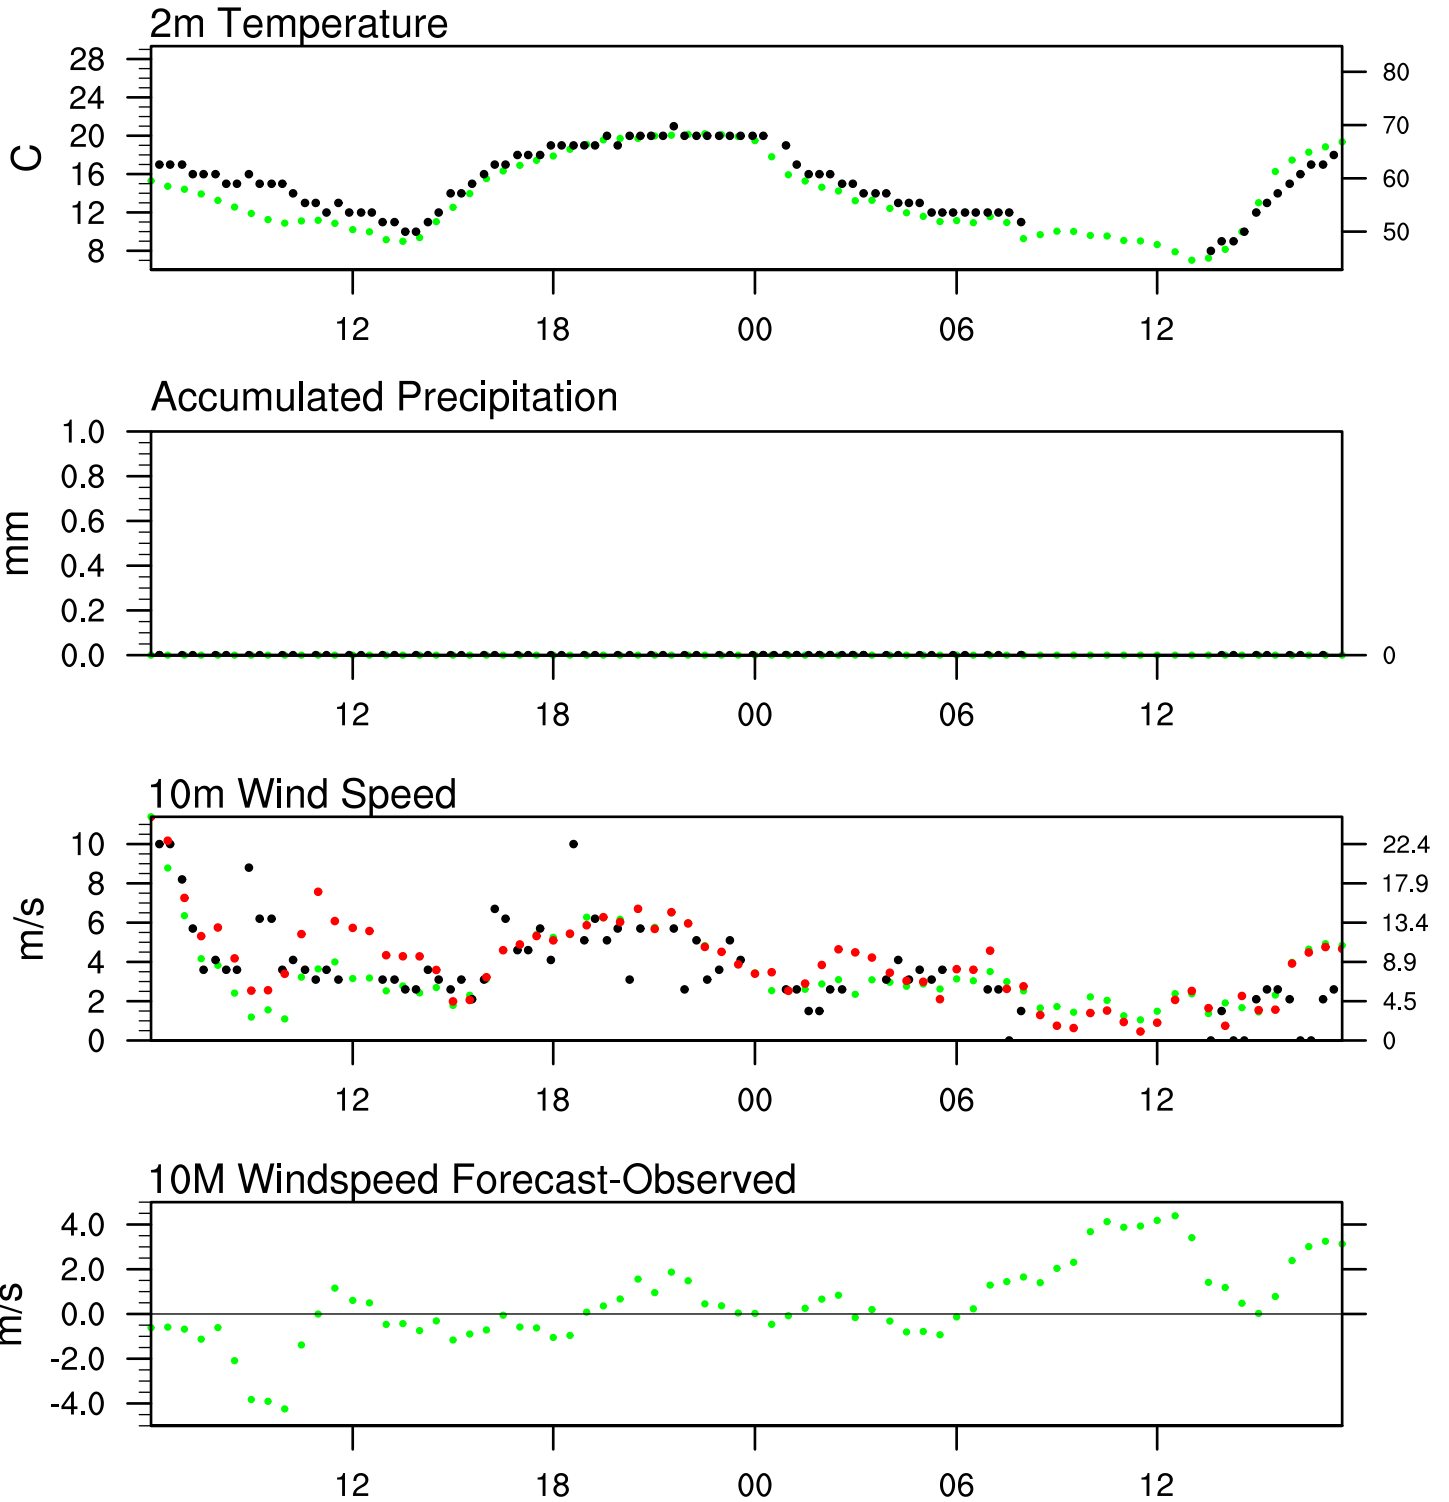 2m Temperature
28
24
20
16
12
8
C
80
70
60
50
12 18 00 06 12
Accumulated Precipitation
1.0
0.8
0.6
0.4
0.2
0.0
mm
0
12 18 00 06 12
10m Wind Speed
10
8
6
4
2
0
m/s
22.4
17.9
13.4
8.9
4.5
0
12 18 00 06 12
10M Windspeed Forecast-Observed
4.0
2.0
0.0
-2.0
-4.0
m/s
12 18 00 06 12